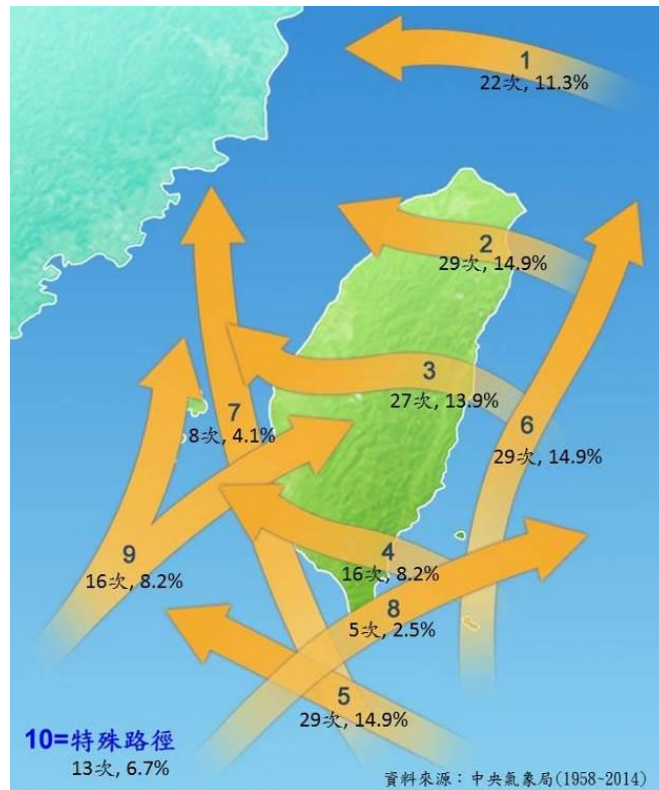 1
22次, 11.3%
2
29次, 14.9%
3
27次, 13.9%
7
8次, 4.1%
6
29次, 14.9%
9
16次, 8.2%
4
16次, 8.2%
8
5次, 2.5%
5
29次, 14.9%
10=特殊路徑
13次, 6.7%
資料來源：中央氣象局(1958~2014)